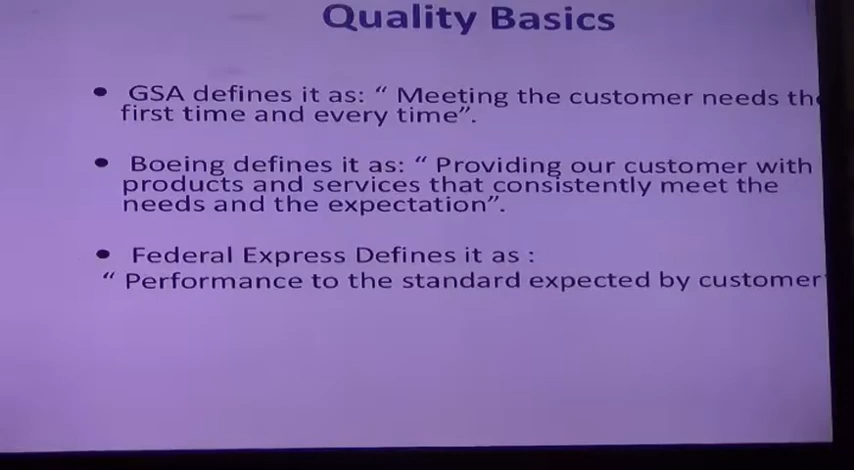 Quality Basics
• GSA defines it as: “ Meeting the customer needs the
first time and every time”.
• Boeing defines it as: “ Providing our customer with
products and services that consistently meet the
needs and the expectation”.
• Federal Express Defines it as :
“ Performance to the standard expected by customer”